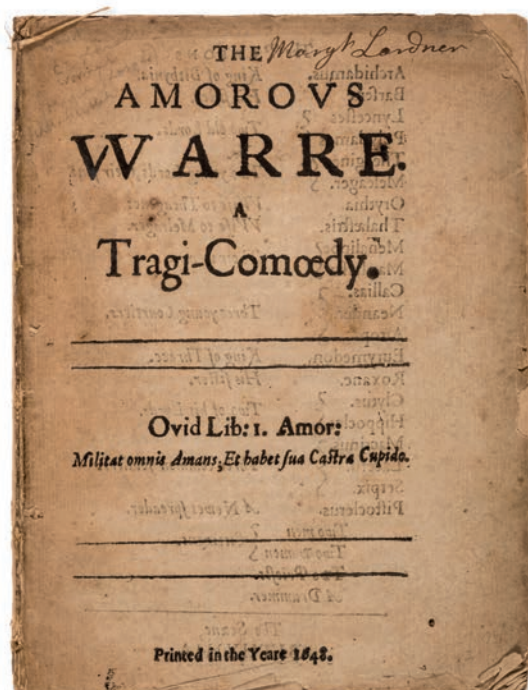 THE Mary Lardner
AMOROVS
VVARRE.
A
Tragi-Comœdy.
Ovid Lib: 1. Amor:
Militat omnis Amans, Et habet ſua Caſtra Cupido.
Printed in the Yeare 1648.